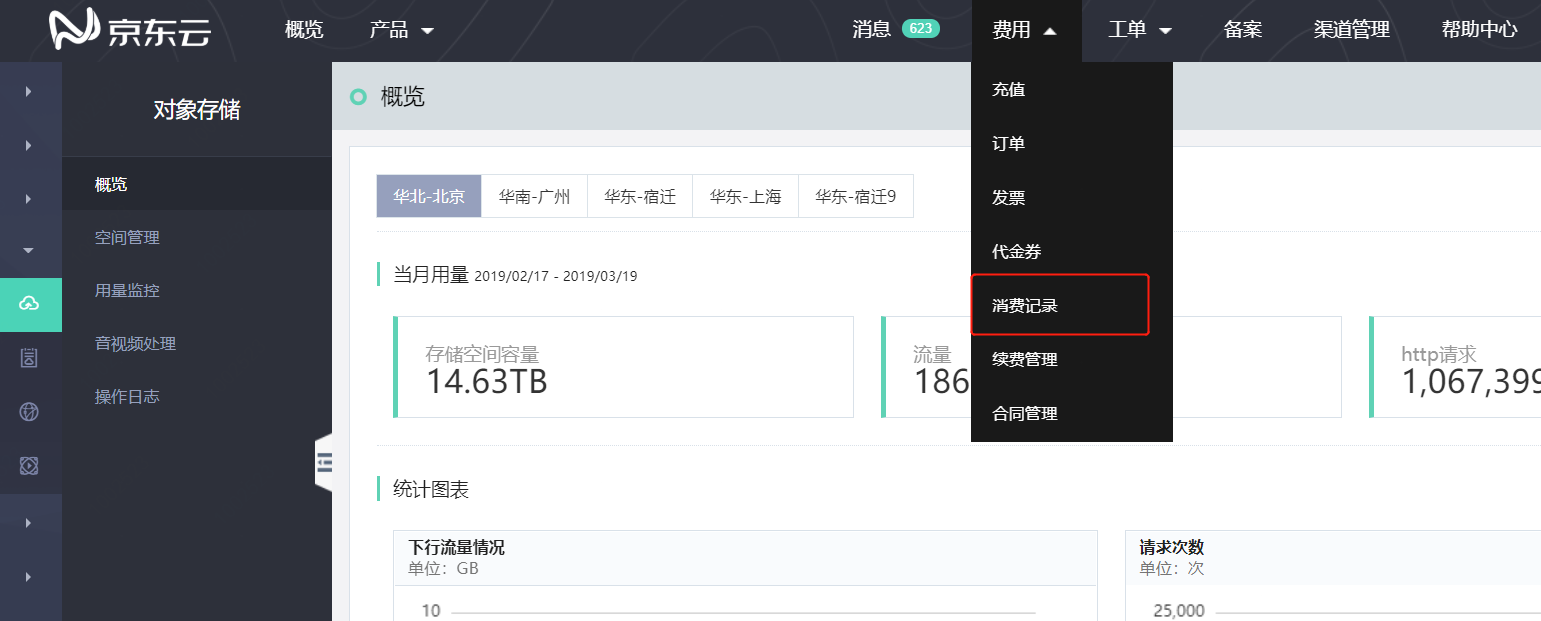 京东云
概览
产品
消息 623
费用
工单
备案
渠道管理
帮助中心
充值
订单
发票
代金券
消费记录
续费管理
合同管理
对象存储
概览
空间管理
用量监控
音视频处理
操作日志
概览
华北-北京
华南-广州
华东-宿迁
华东-上海
华东-宿迁9
当月用量 2019/02/17 - 2019/03/19
存储空间容量
14.63TB
流量
186
http请求
1,067,399
统计图表
下行流量情况
单位：GB
10
请求次数
单位：次
25,000